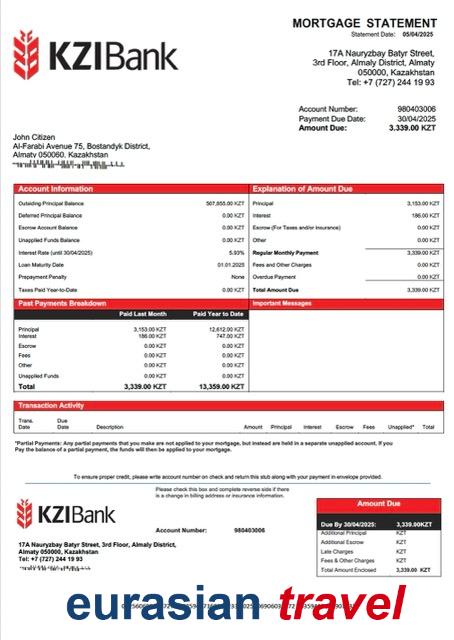 MORTGAGE STATEMENT
Statement Date: 05/04/2025
KZIBank
17A Nauryzbay Batyr Street,
3rd Floor, Almaly District, Almaty
050000, Kazakhstan
Tel: +7 (727) 244 19 93
Account Number: 980403006
Payment Due Date: 30/04/2025
Amount Due: 3,339.00 KZT
John Citizen
Al-Farabi Avenue 75, Bostandyk District,
Almaty 050060, Kazakhstan
Account Information
Outsiding Principal Balance 507,855.00 KZT
Deferred Principal Balance 0.00 KZT
Escrow Account Balance 0.00 KZT
Unapplied Funds Balance 0.00 KZT
Interest Rate (until 30/04/2025) 5.93%
Loan Maturity Date 01.01.2025
Prepayment Penalty None
Taxes Paid Year-to-Date 0.00 KZT
Explanation of Amount Due
Principal 3,153.00 KZT
Interest 186.00 KZT
Escrow (For Taxes and/or insurance) 0.00 KZT
Other 0.00 KZT
Regular Monthly Payment 3,339.00 KZT
Fees and Other Charges 0.00 KZT
Overdue Payment 0.00 KZT
Total Amount Due 3,339.00 KZT
Past Payments Breakdown
Paid Last Month Paid Year to Date
Principal 3,153.00 KZT 12,612.00 KZT
Interest 186.00 KZT 747.00 KZT
Escrow 0.00 KZT 0.00 KZT
Fees 0.00 KZT 0.00 KZT
Other 0.00 KZT 0.00 KZT
Unapplied Funds 0.00 KZT 0.00 KZT
Total 3,339.00 KZT 13,359.00 KZT
Important Messages
Transaction Activity
Trans. Date Due Date Description Amount Principal Interest Escrow Fees Unapplied* Total
*Partial Payments: Any partial payments that you make are not applied to your mortgage, but instead are held in a separate unapplied account. If you
Pay the balance of a partial payment, the funds will then be applied to your mortgage.
To ensure proper credit, please write account number on check and return this stub along with your payment in envelope provided.
Please check this box and complete reverse side if there
is a change in billing address or insurance information.
KZIBank
Account Number: 980403006
17A Nauryzbay Batyr Street, 3rd Floor, Almaly District,
Almaty 050000, Kazakhstan
Tel: +7 (727) 244 19 93
Amount Due
Due By 30/04/2025: 3,339.00KZT
Additional Principal KZT
Additional Escrow KZT
Late Charges KZT
Fees & Other Charges KZT
Total Amount Enclosed 3,339.00 KZT
eurasian travel